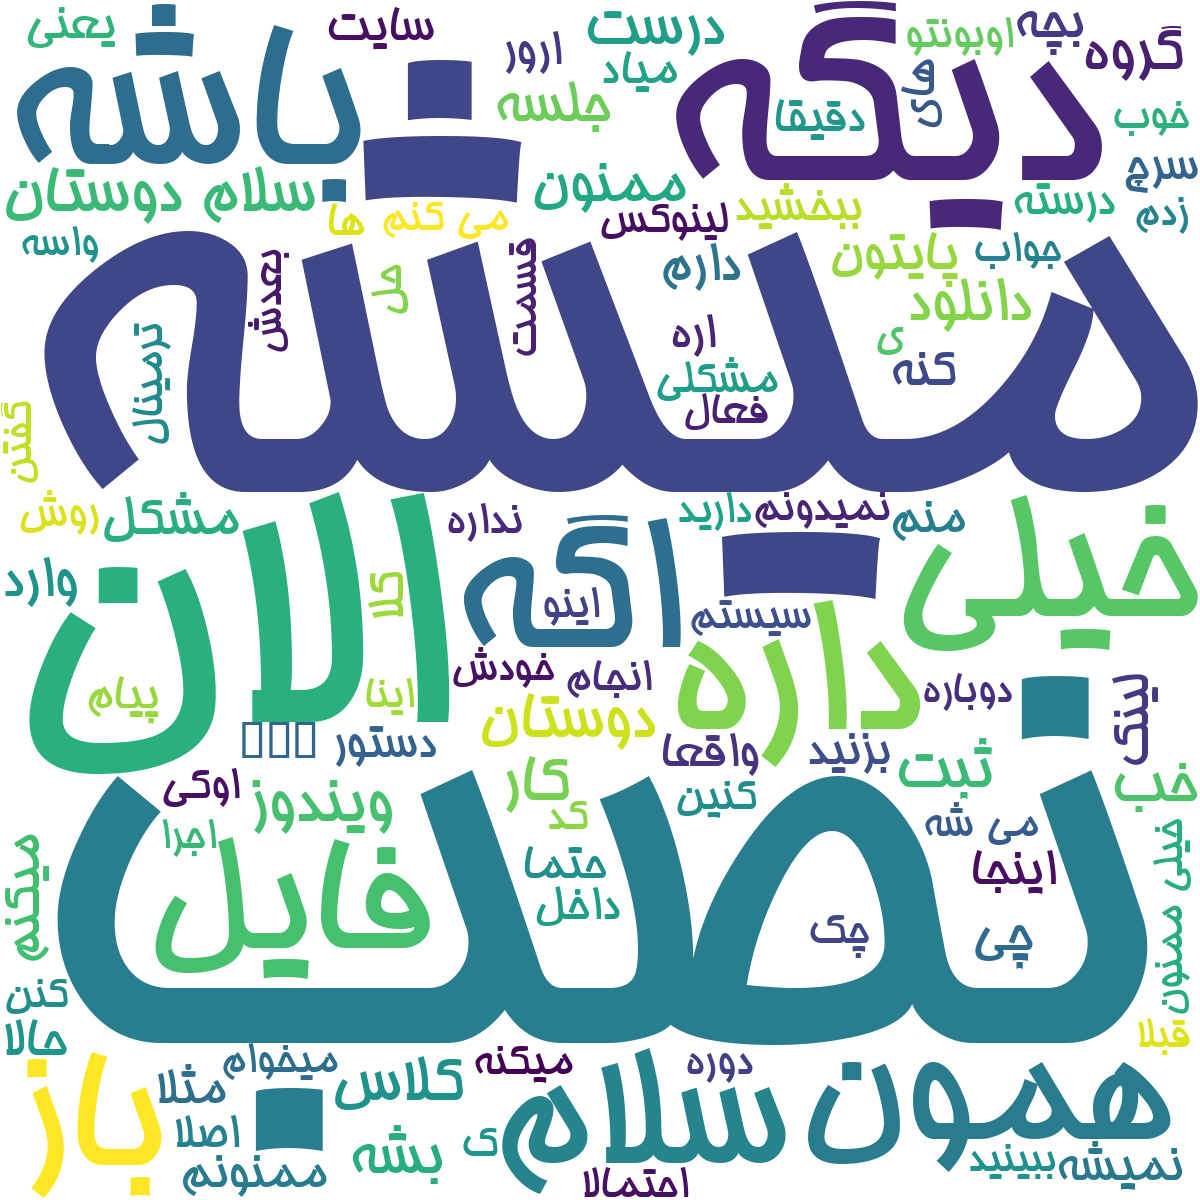 یعنی
باشه
سایت
ارور
درست
میاد
جلسه
دیگه
اوبونتو
بچه
گروه
های
دقیقا
خوب
سرچ
سلام دوستان
ممنون
می کنه
ها
لینوکس
ببخشید
درسته
زدم
واسه
میشه
بعدش
حل
قسمت
دارم
پایتون
جواب
دانلود
ی
کنه
اره
مشکلی
فعال
ترمینال
گفتن
روش
مشکل
نداره
دارید
نمیدونم
منم
خیلی
الان
اگه
اینو
وارد
کلا
سیستم
داره
خودش
انجام
دوباره
لینک
پیام
اینا
دوستان
دستور
واقعا
بزنید
ثبت
خب
اوکی
ویندوز
کار
کد
کنین
می شه
اجرا
فایل
حتما
داخل
اینجا
چک
چی
خیلی ممنون
میکنم
نصب
کنن
حالا
قبلا
باز
میخوام
مثلا
اصلا
ممنونم
کلاس
بشه
میکنه
ک
سلام
دوره
همون
احتمالا
ببینید
نمیشه